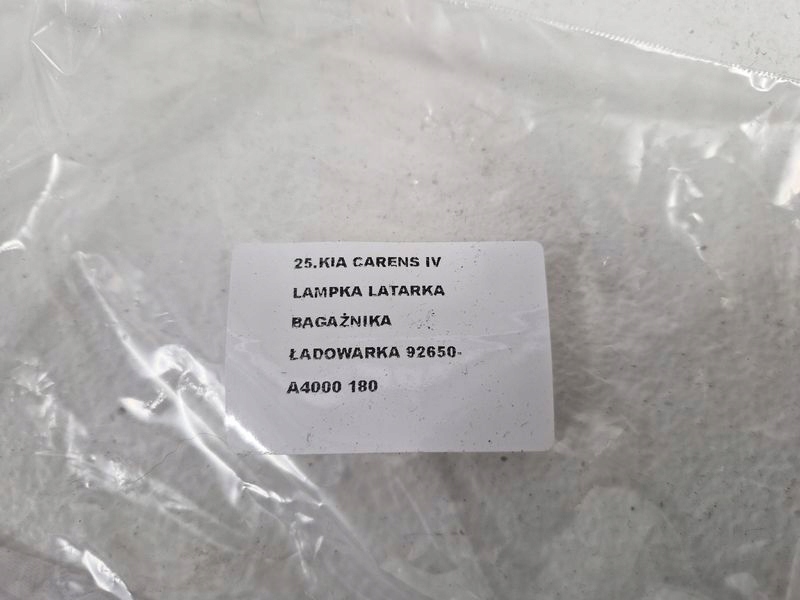 25.KIA CARENS IV
LAMPKA LATARKA
BAGAŻNIKA
ŁADOWARKA 92650-
A4000 180